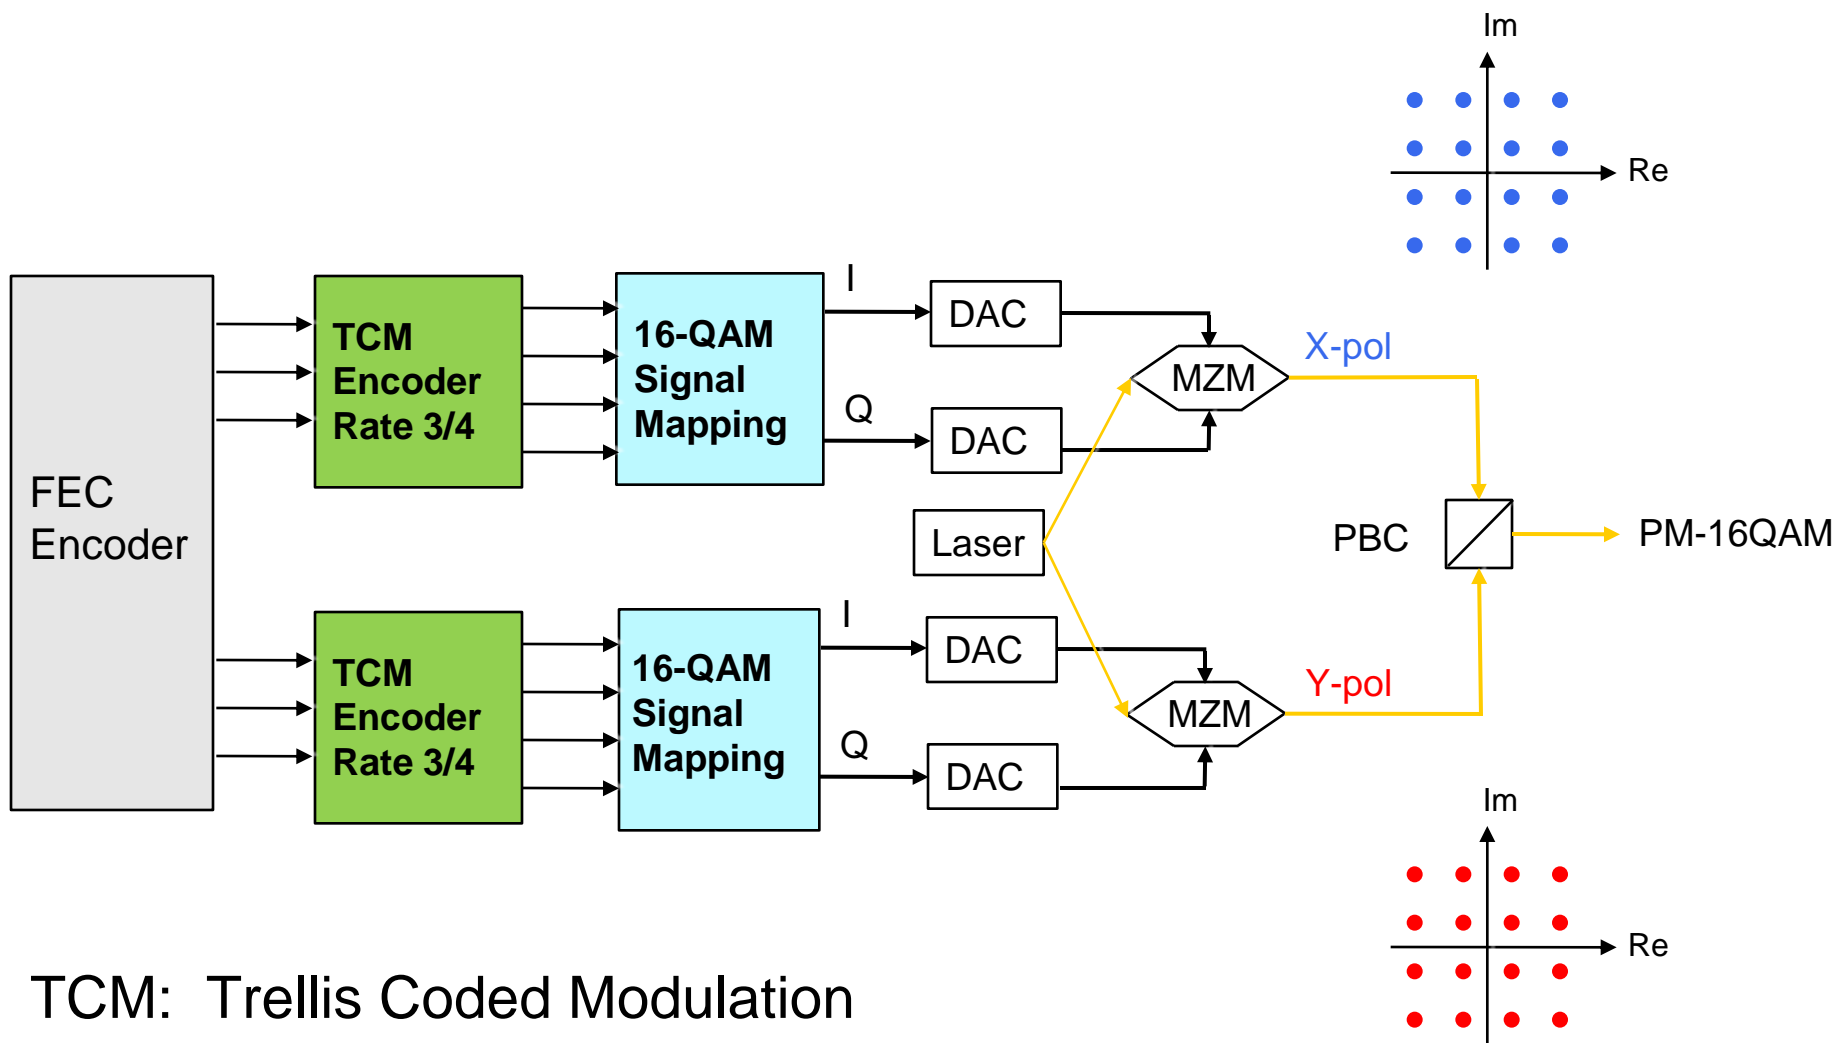 Im
Re
FEC
Encoder
TCM
Encoder
Rate 3/4
16-QAM
Signal
Mapping
I
Q
DAC
DAC
MZM
X-pol
Laser
PBC
PM-16QAM
TCM
Encoder
Rate 3/4
16-QAM
Signal
Mapping
I
Q
DAC
DAC
MZM
Y-pol
Im
Re
TCM: Trellis Coded Modulation